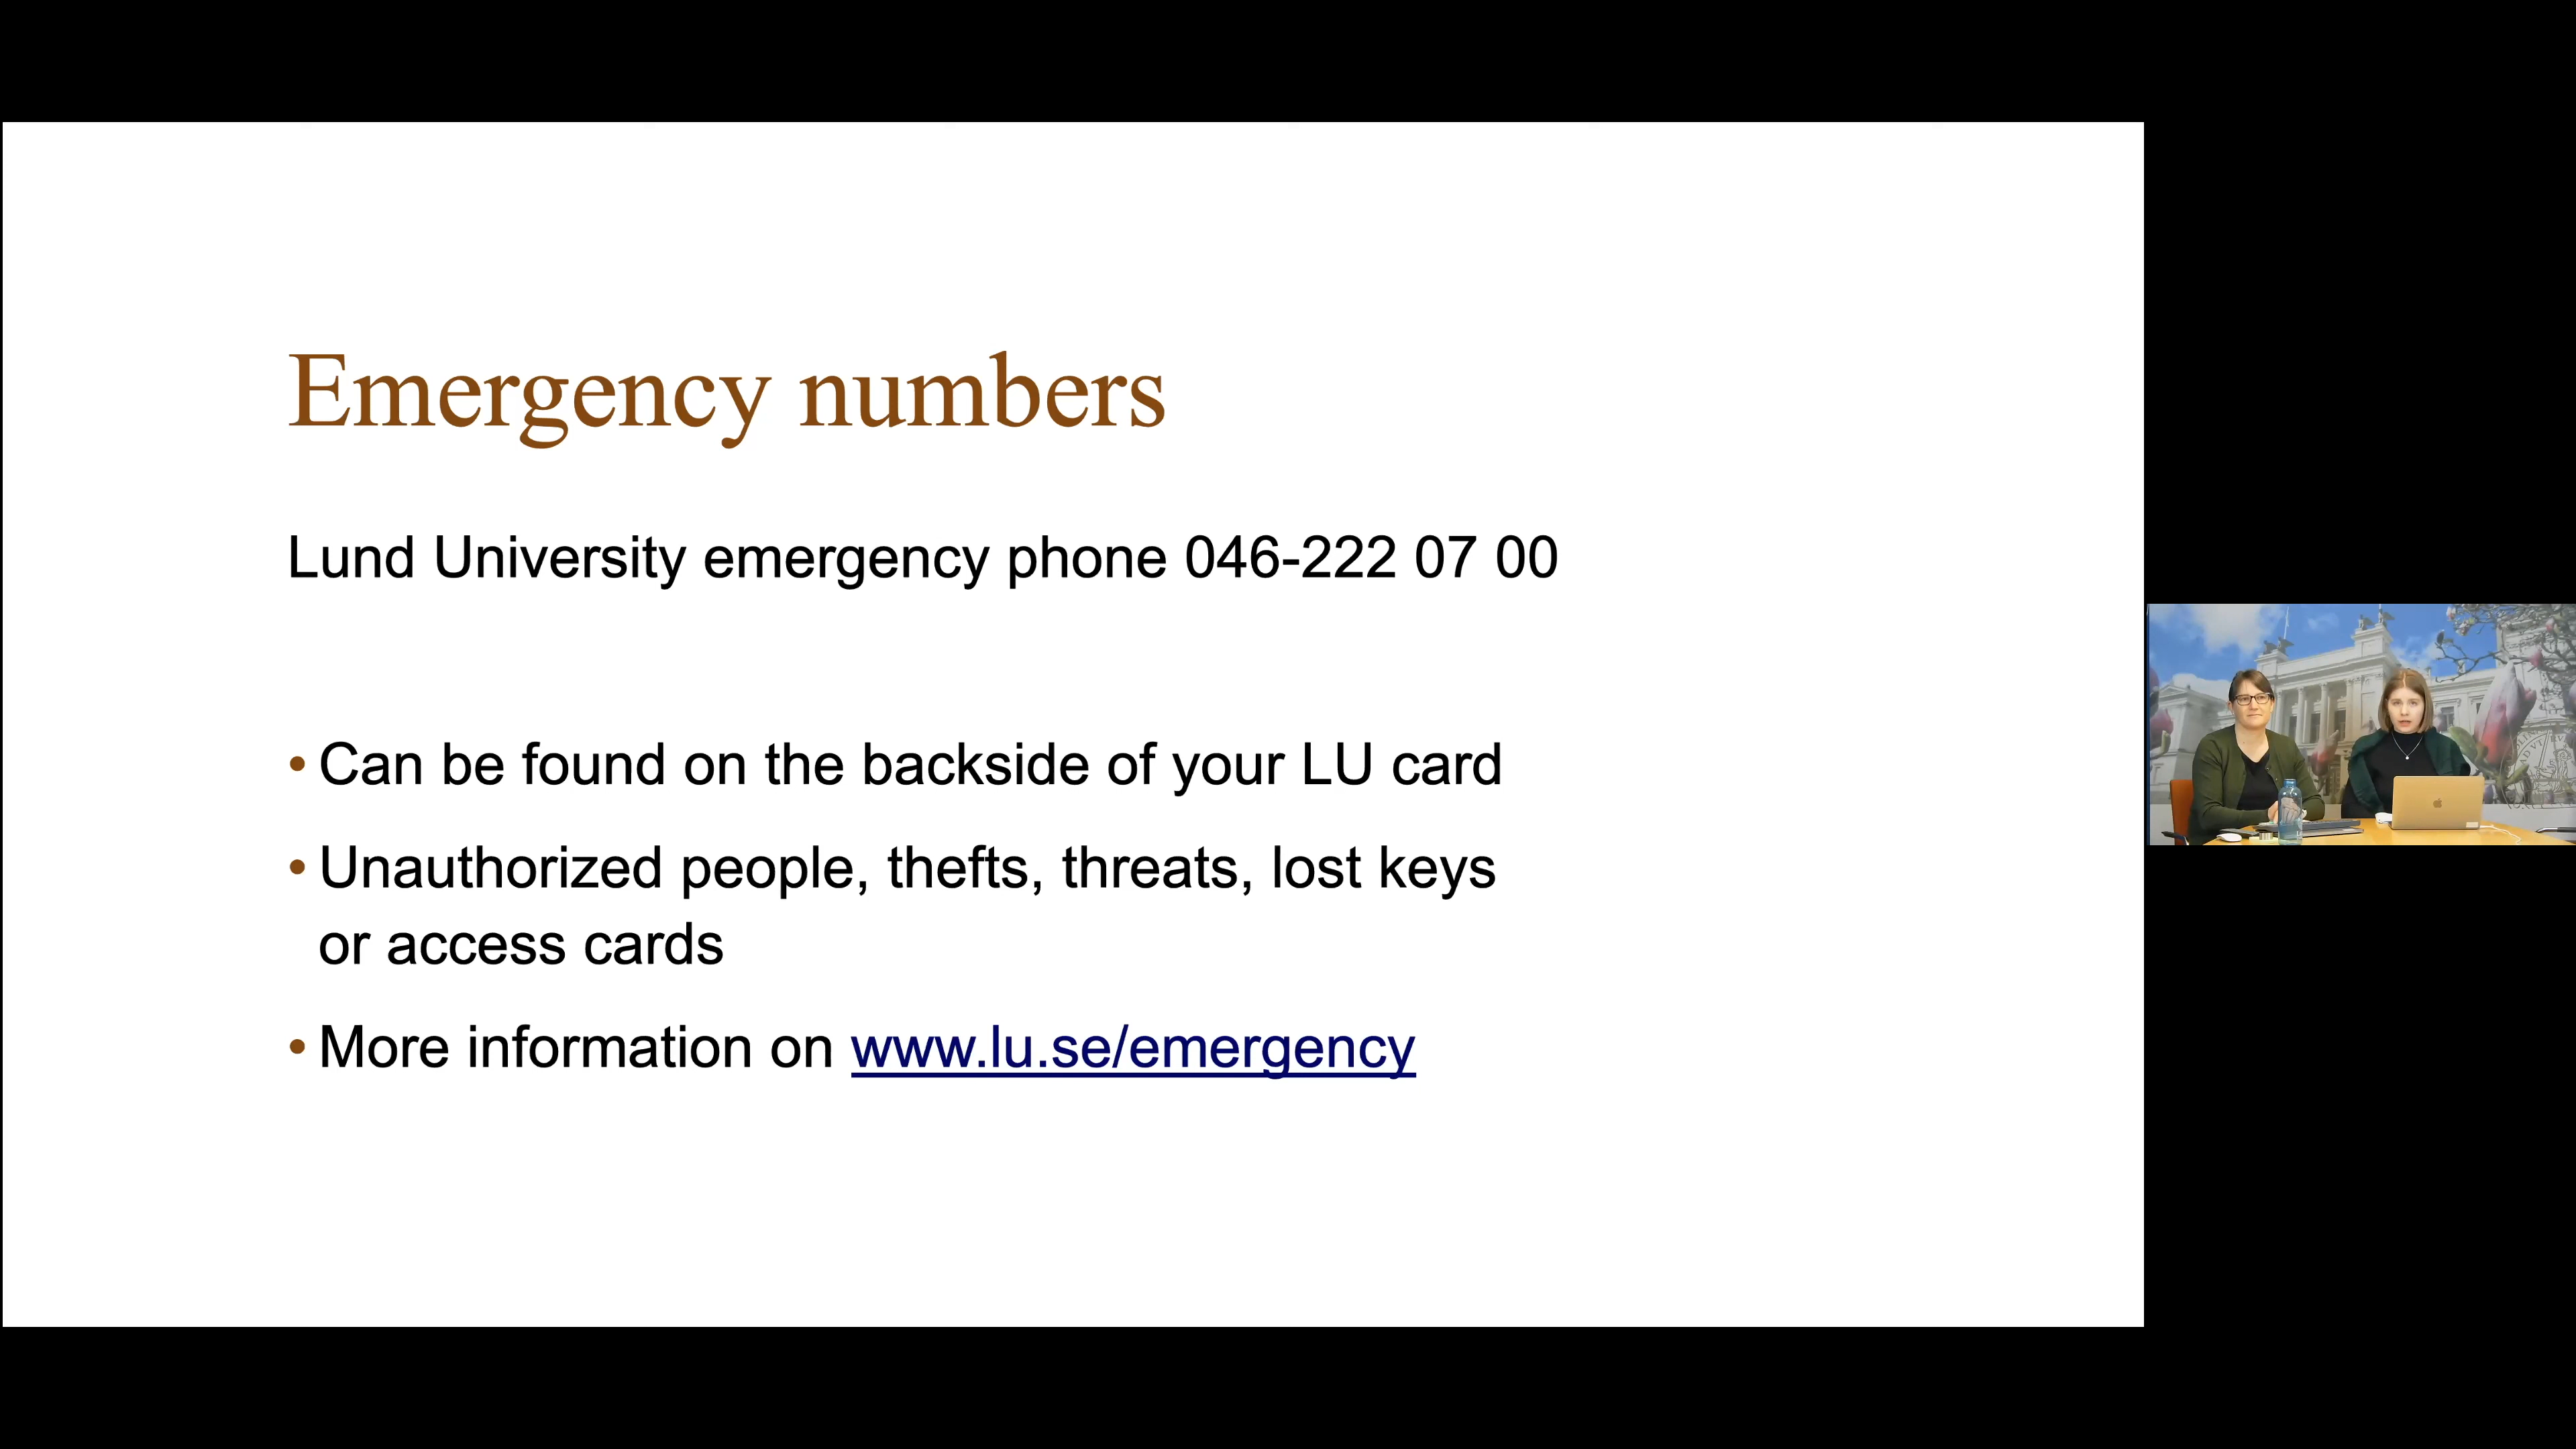 Emergency numbers
Lund University emergency phone 046-222 07 00
• Can be found on the backside of your LU card
• Unauthorized people, thefts, threats, lost keys
or access cards
• More information on www.lu.se/emergency